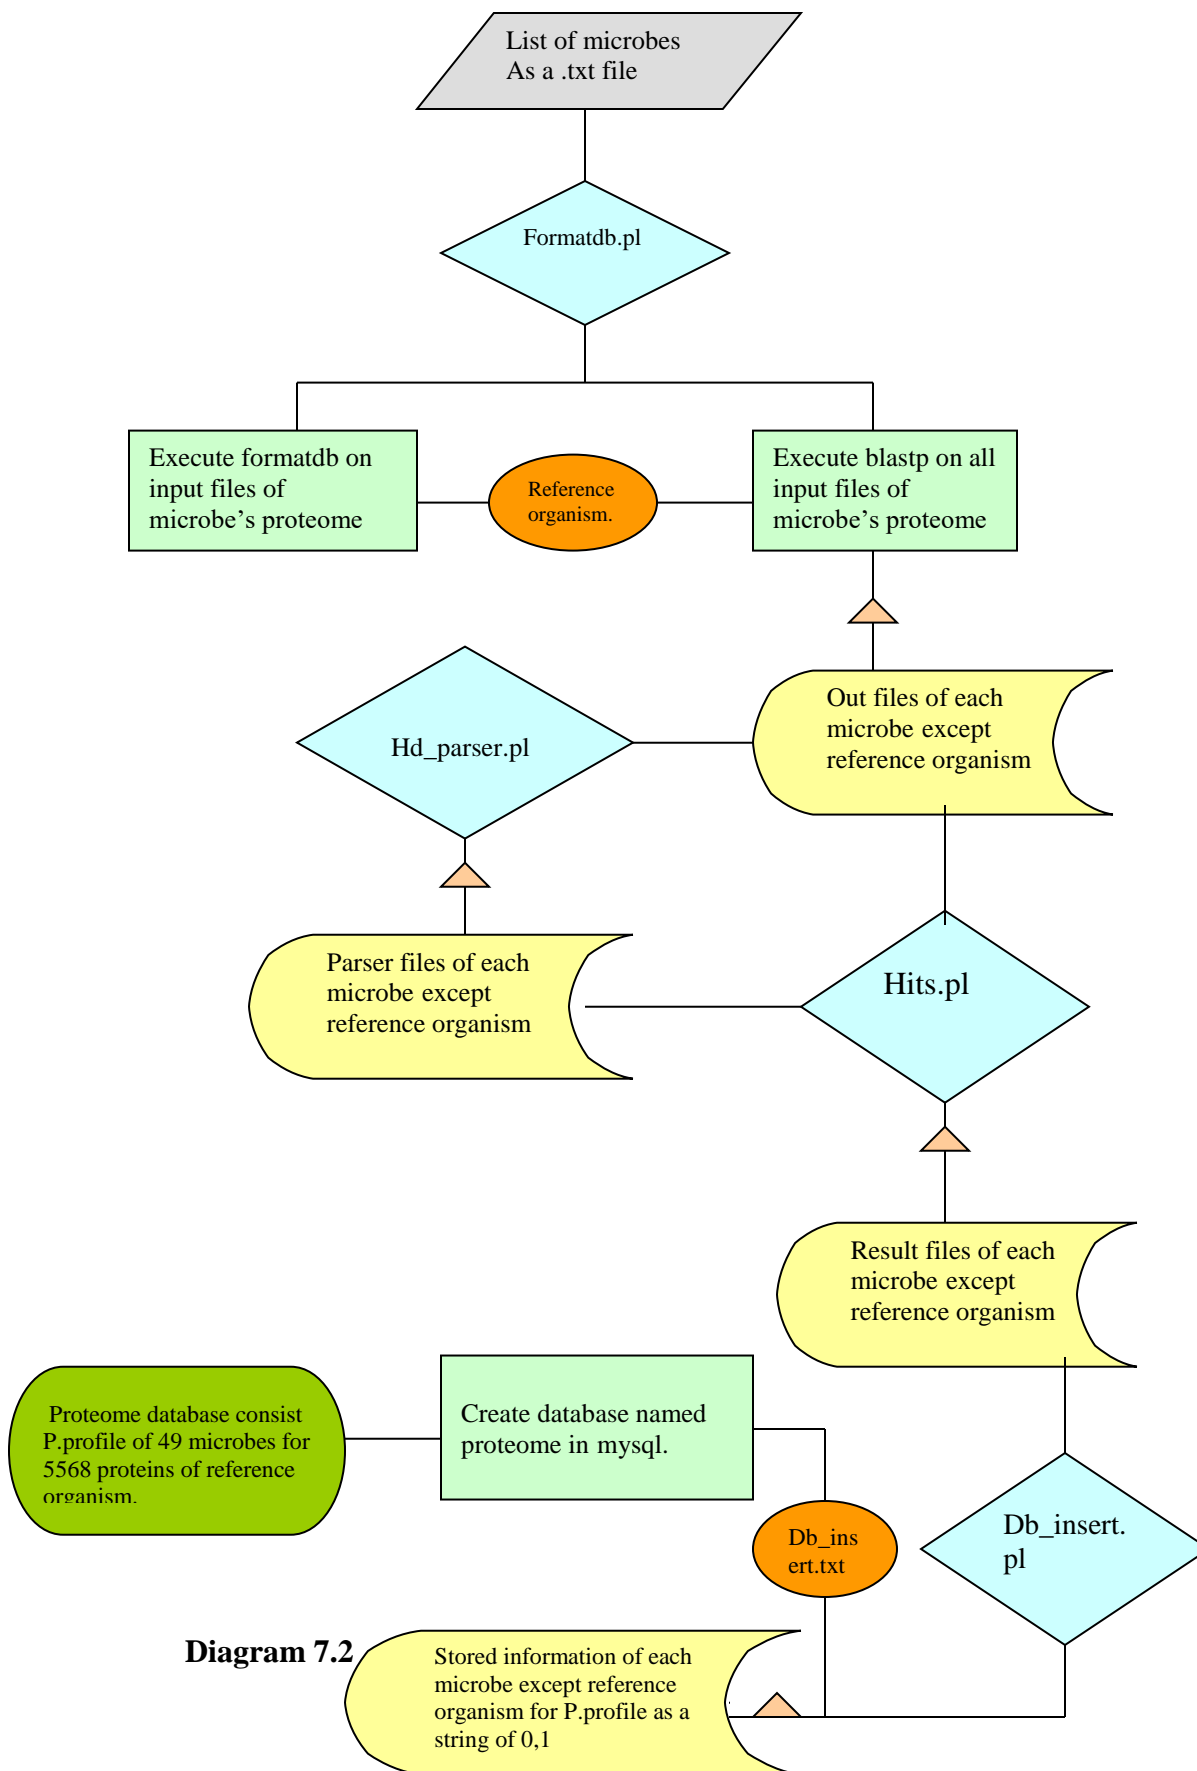 List of microbes
As a .txt file
Formatdb.pl
Execute formatdb on
input files of
microbe’s proteome
Reference
organism.
Execute blastp on all
input files of
microbe’s proteome
Out files of each
microbe except
reference organism
Hd_parser.pl
Parser files of each
microbe except
reference organism
Hits.pl
Result files of each
microbe except
reference organism
Proteome database consist
P.profile of 49 microbes for
5568 proteins of reference
organism.
Create database named
proteome in mysql.
Db_ins
ert.txt
Db_insert.
pl
Diagram 7.2
Stored information of each
microbe except reference
organism for P.profile as a
string of 0,1